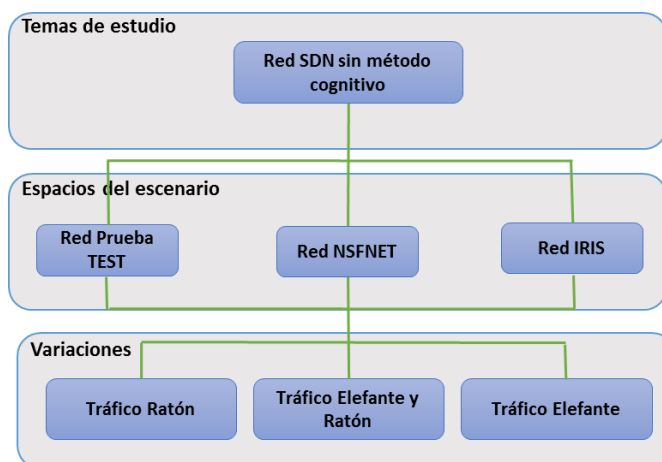 Temas de estudio
Red SDN sin método
cognitivo
Espacios del escenario
Red Prueba
TEST
Red NSFNET
Red IRIS
Variaciones
Tráfico Ratón
Tráfico Elefante y
Ratón
Tráfico Elefante